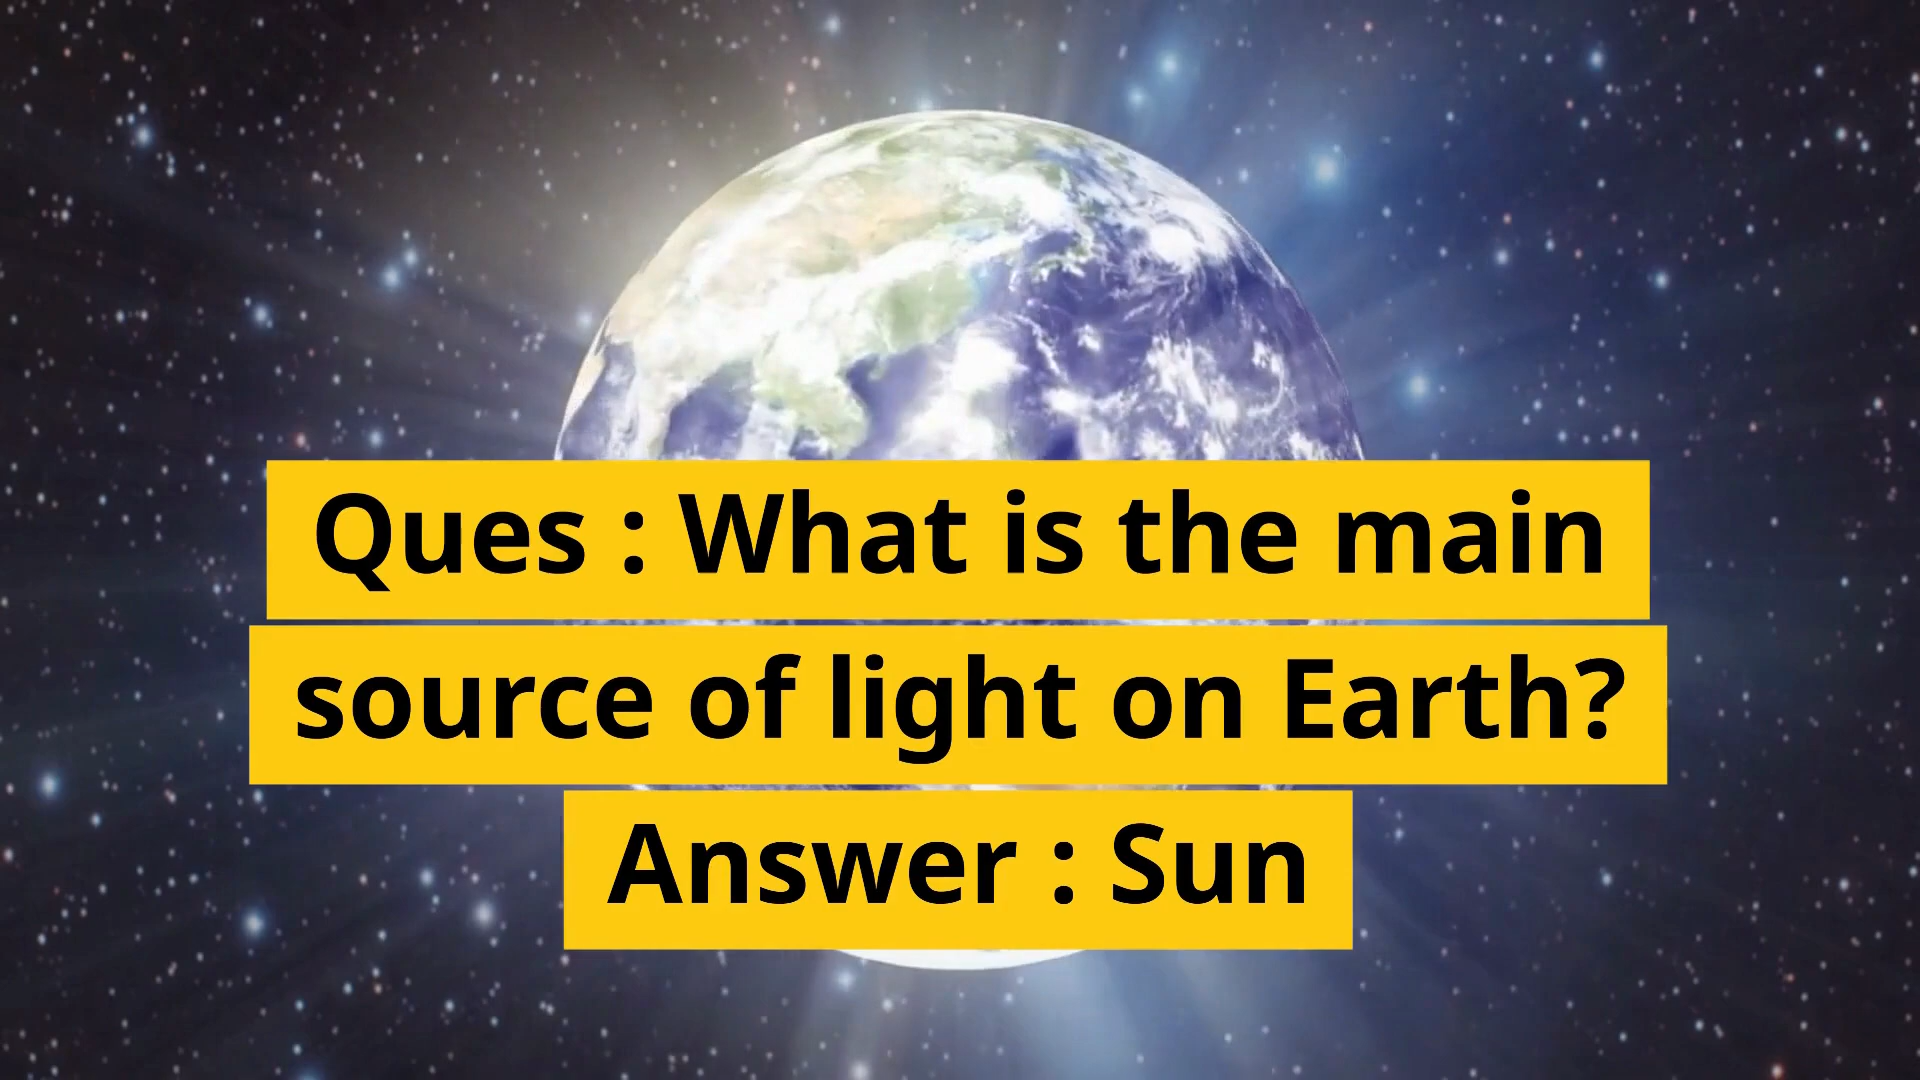 Ques : What is the main
source of light on Earth?
Answer : Sun